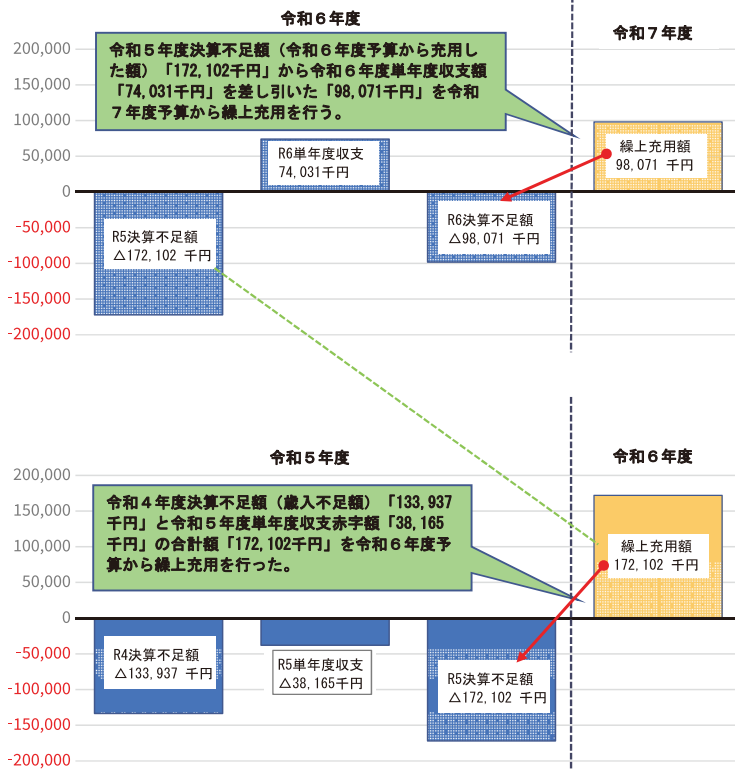 令和６年度
令和７年度
200,000
150,000
100,000
50,000
0
-50,000
-100,000
-150,000
-200,000
令和５年度決算不足額（令和６年度予算から充用し
た額）「172,102千円」から令和６年度単年度収支額
「74,031千円」を差し引いた「98,071千円」を令和
７年度予算から繰上充用を行う。
R6単年度収支
74,031千円
繰上充用額
98,071 千円
R5決算不足額
△172,102 千円
R6決算不足額
△98,071 千円
令和５年度
令和６年度
200,000
150,000
100,000
50,000
0
-50,000
-100,000
-150,000
-200,000
令和４年度決算不足額（歳入不足額）「133,937
千円」と令和５年度単年度収支赤字額「38,165
千円」の合計額「172,102千円」を令和６年度予
算から繰上充用を行った。
繰上充用額
172,102 千円
R4決算不足額
△133,937 千円
R5単年度収支
△38,165千円
R5決算不足額
△172,102 千円